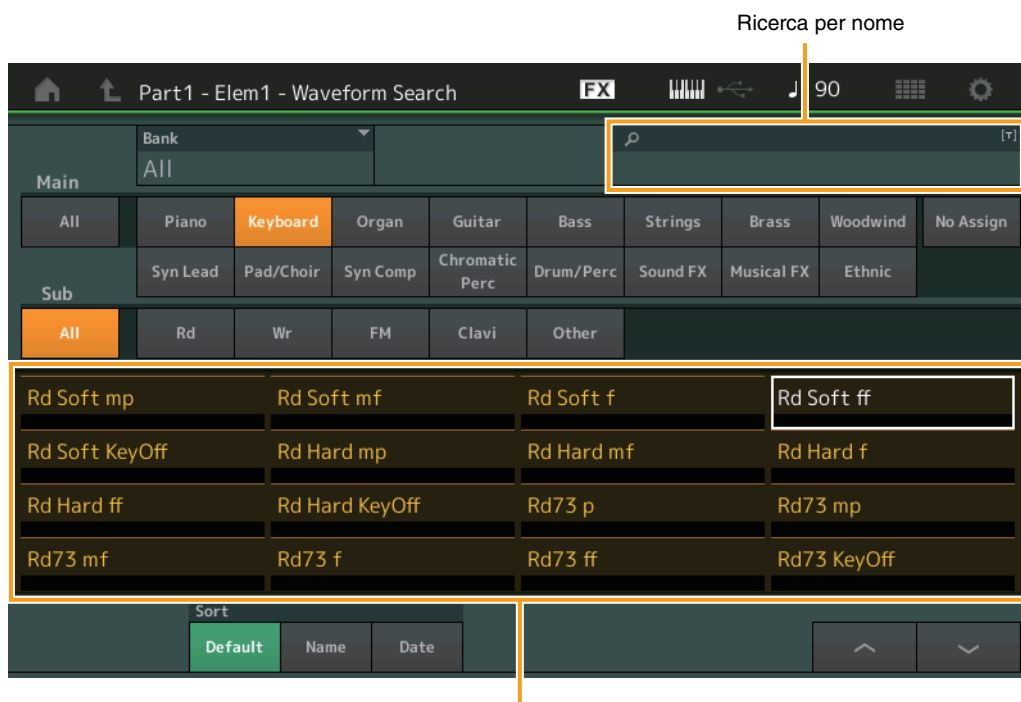 Ricerca per nome
Part1 - Elem1 - Waveform Search FX 90
Bank
All
[T]
Main
All Piano Keyboard Organ Guitar Bass Strings Brass Woodwind No Assign
Syn Lead Pad/Choir Syn Comp Chromatic Perc Drum/Perc Sound FX Musical FX Ethnic
Sub
All Rd Wr FM Clavi Other
Rd Soft mp Rd Soft mf Rd Soft f Rd Soft ff
Rd Soft KeyOff Rd Hard mp Rd Hard mf Rd Hard f
Rd Hard ff Rd Hard KeyOff Rd73 p Rd73 mp
Rd73 mf Rd73 f Rd73 ff Rd73 KeyOff
Sort
Default Name Date